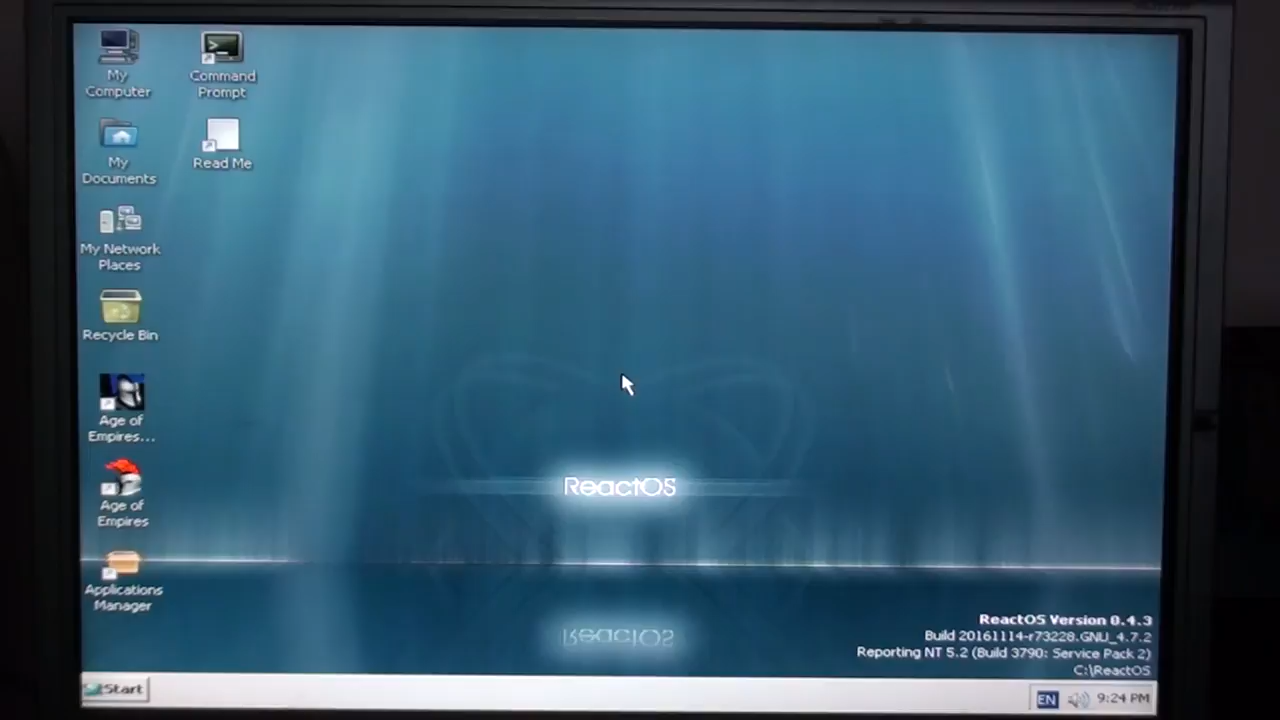 My
Computer
Command
Prompt
My
Documents
Read Me
My Network
Places
Recycle Bin
Age of
Empires...
Age of
Empires
Applications
Manager
ReactOS
ReactOS
ReactOS Version 0.4.3
Build 20161114-r73228.GNU_4.7.2
Reporting NT 5.2 (Build 3790: Service Pack 2)
C:\ReactOS
Start
EN
9:24 PM